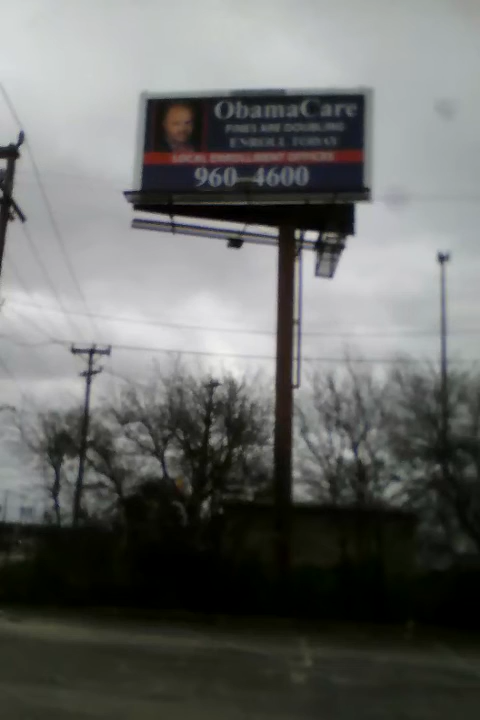 ObamaCare
FINES ARE DOUBLING
ENROLL TODAY
LOCAL ENROLLMENT OFFICES
960-4600